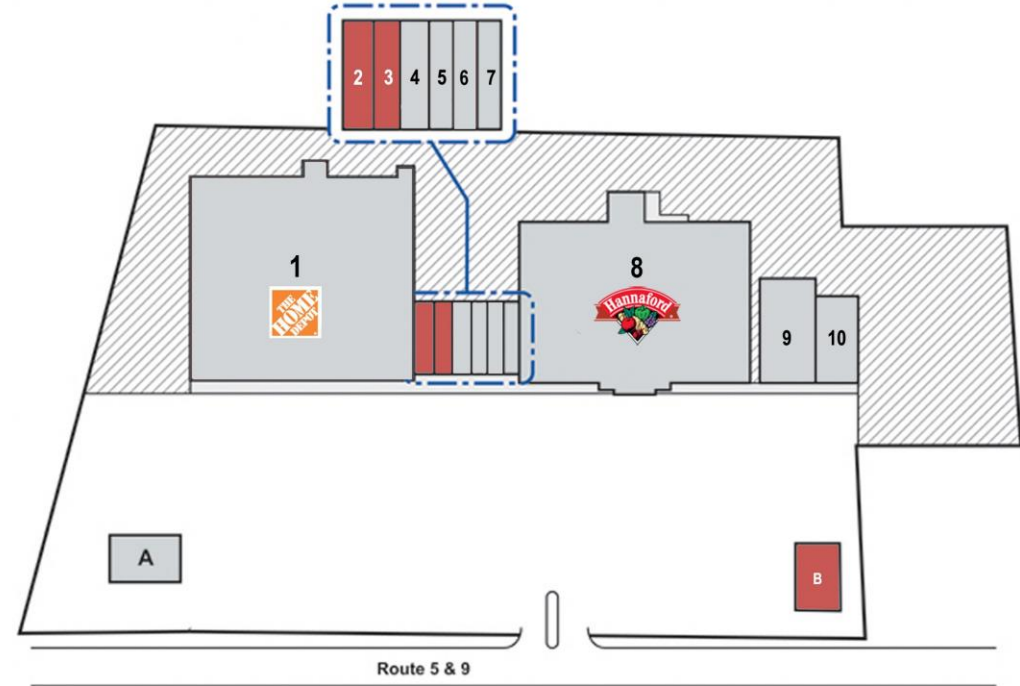 2 3 4 5 6 7
1
THE
HOME
DEPOT
8
Hannaford
9 10
A
B
Route 5 & 9